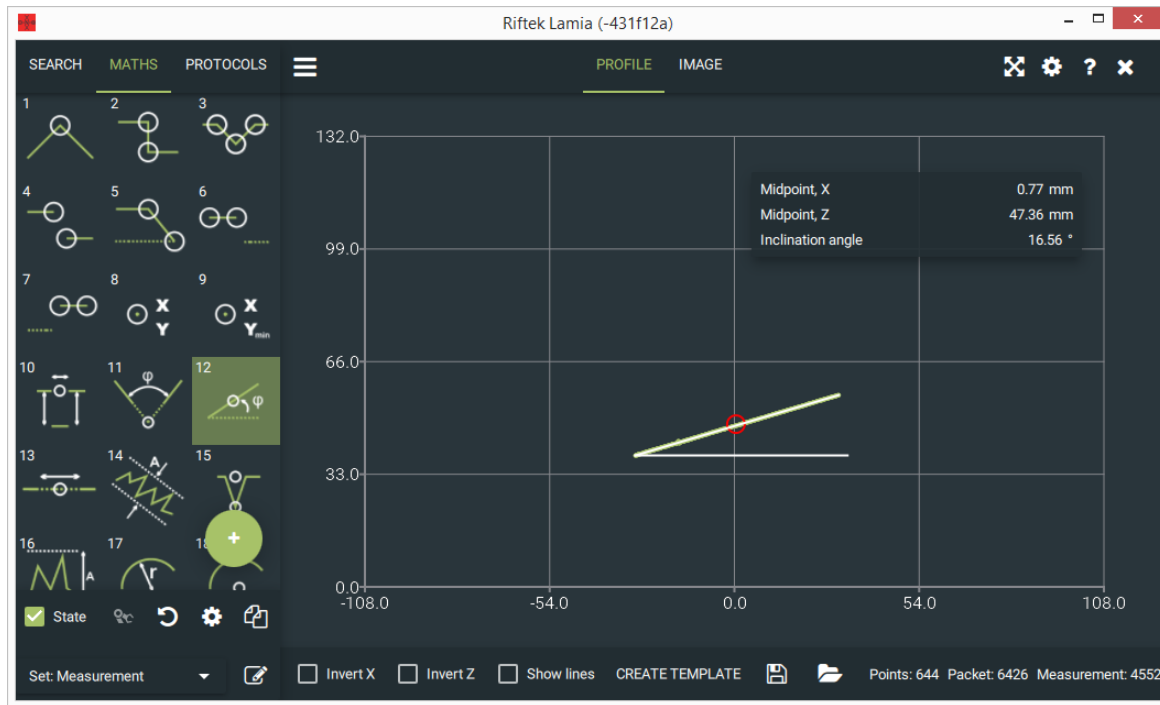 Riftek Lamia (-431f12a)
SEARCH MATHS PROTOCOLS PROFILE IMAGE ?
1 2 3
4 5 6
7 8 X Y 9 X Ymin
10 11 φ 12 φ
13 14 A 15
16 A 17 r 18
State
Set: Measurement
132.0
99.0
66.0
33.0
0.0
-108.0 -54.0 0.0 54.0 108.0
Midpoint, X 0.77 mm
Midpoint, Z 47.36 mm
Inclination angle 16.56 °
Invert X Invert Z Show lines CREATE TEMPLATE Points: 644 Packet: 6426 Measurement: 4552